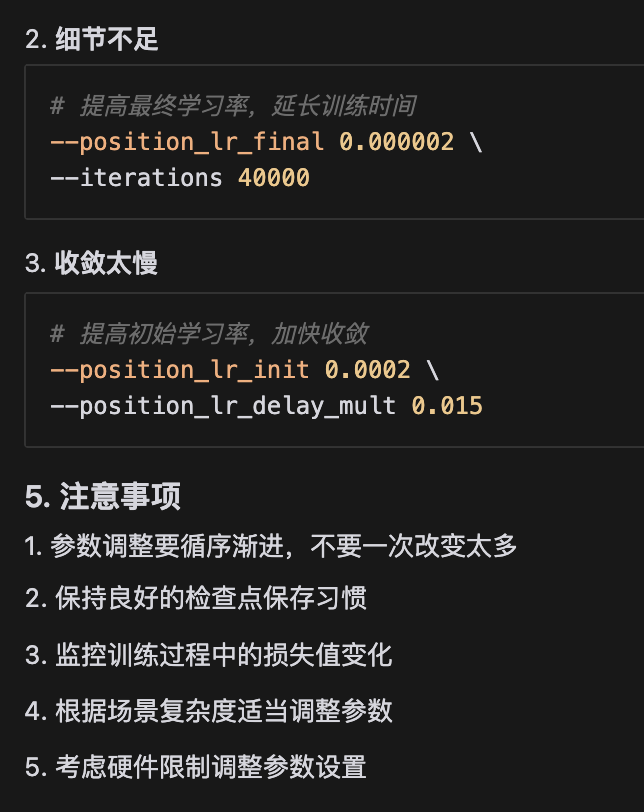 2. 细节不足
# 提高最终学习率，延长训练时间
--position_lr_final 0.000002 \
--iterations 40000
3. 收敛太慢
# 提高初始学习率，加快收敛
--position_lr_init 0.0002 \
--position_lr_delay_mult 0.015
5. 注意事项
1. 参数调整要循序渐进，不要一次改变太多
2. 保持良好的检查点保存习惯
3. 监控训练过程中的损失值变化
4. 根据场景复杂度适当调整参数
5. 考虑硬件限制调整参数设置